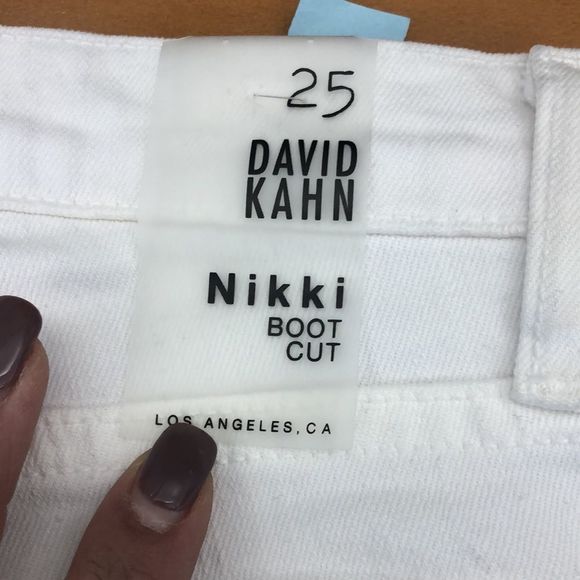 25
DAVID
KAHN
Nikki
BOOT
CUT
LOS ANGELES, CA